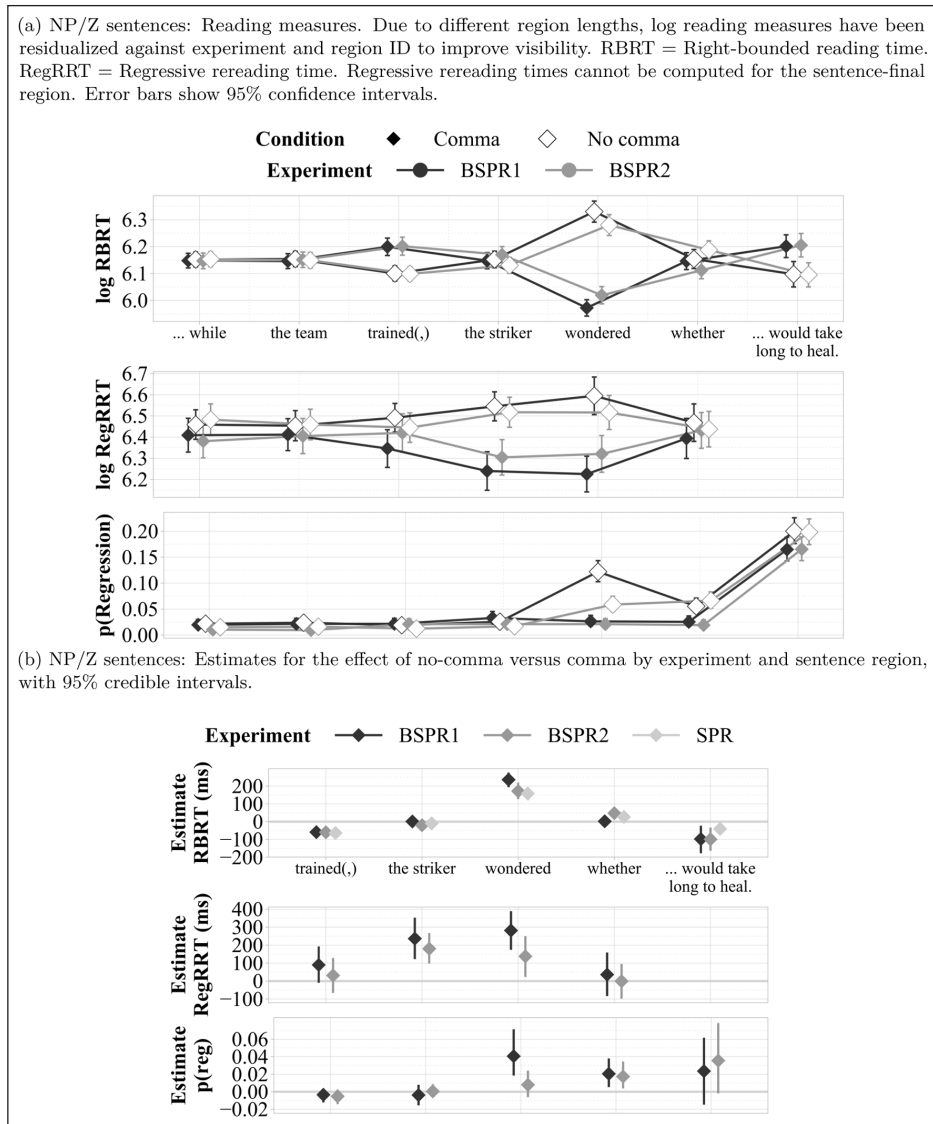 (a) NP/Z sentences: Reading measures. Due to different region lengths, log reading measures have been
residualized against experiment and region ID to improve visibility. RBRT = Right-bounded reading time.
RegRRT = Regressive rereading time. Regressive rereading times cannot be computed for the sentence-final
region. Error bars show 95% confidence intervals.
Condition Comma No comma
Experiment BSPR1 BSPR2
log RBRT
6.3
6.2
6.1
6.0
... while the team trained(,) the striker wondered whether ... would take
long to heal.
log RegRRT
6.7
6.6
6.5
6.4
6.3
6.2
p(Regression)
0.20
0.15
0.10
0.05
0.00
(b) NP/Z sentences: Estimates for the effect of no-comma versus comma by experiment and sentence region,
with 95% credible intervals.
Experiment BSPR1 BSPR2 SPR
Estimate
RBRT (ms)
200
100
0
−100
−200
trained(,) the striker wondered whether ... would take
long to heal.
Estimate
RegRRT (ms)
400
300
200
100
0
−100
Estimate
p(reg)
0.06
0.04
0.02
0.00
−0.02